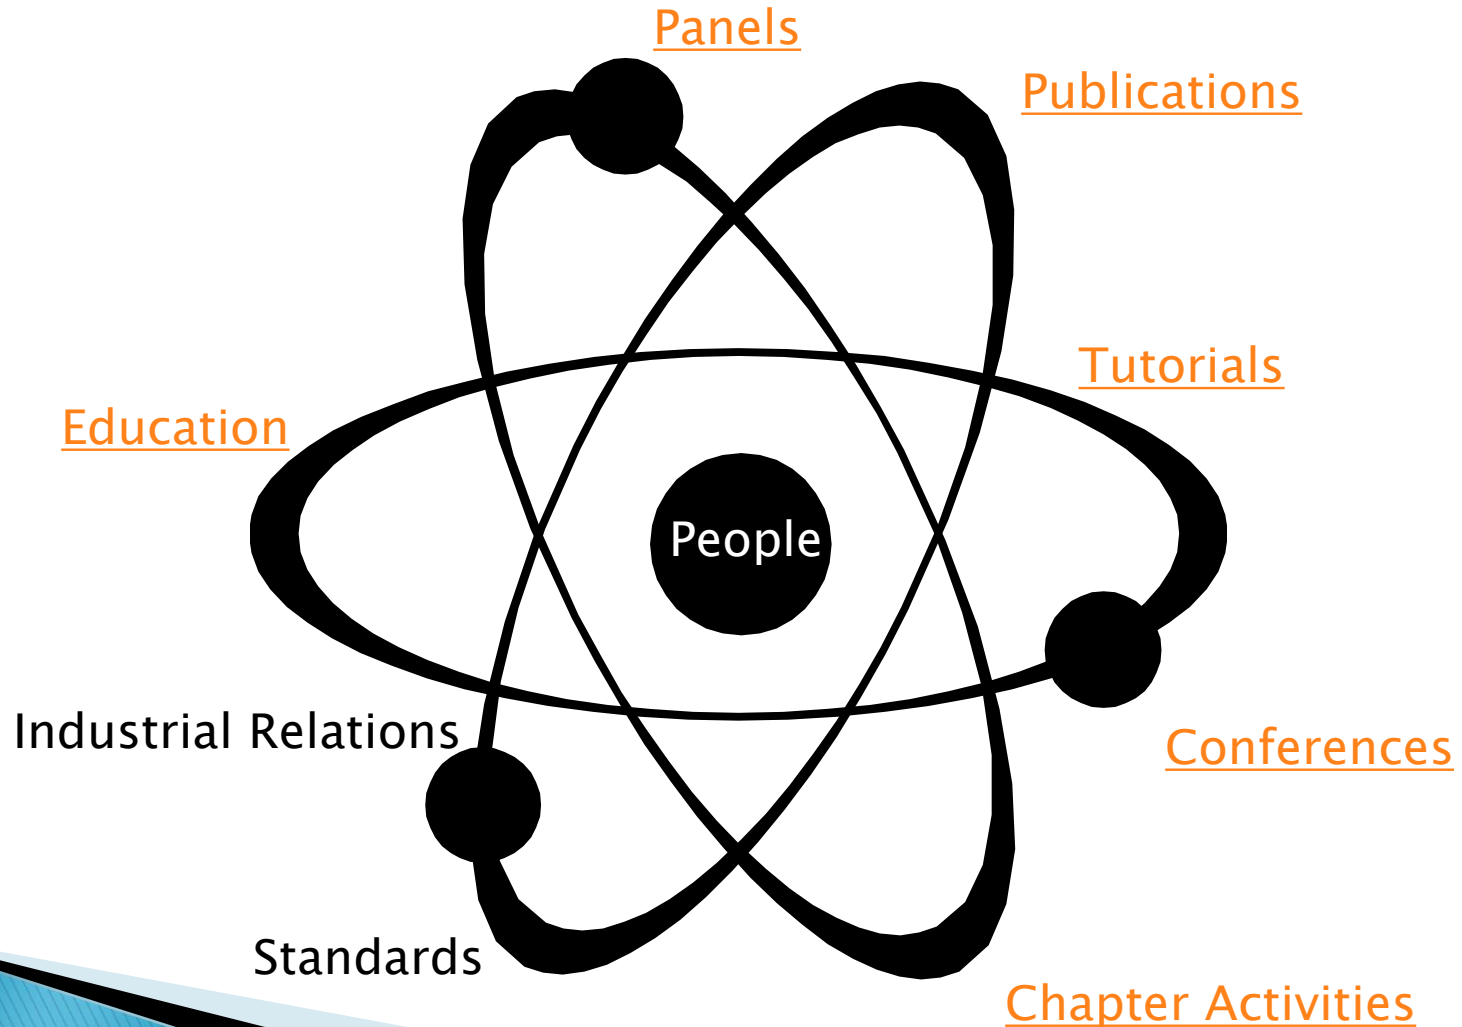 Panels
Publications
Tutorials
Education
People
Industrial Relations
Conferences
Standards
Chapter Activities